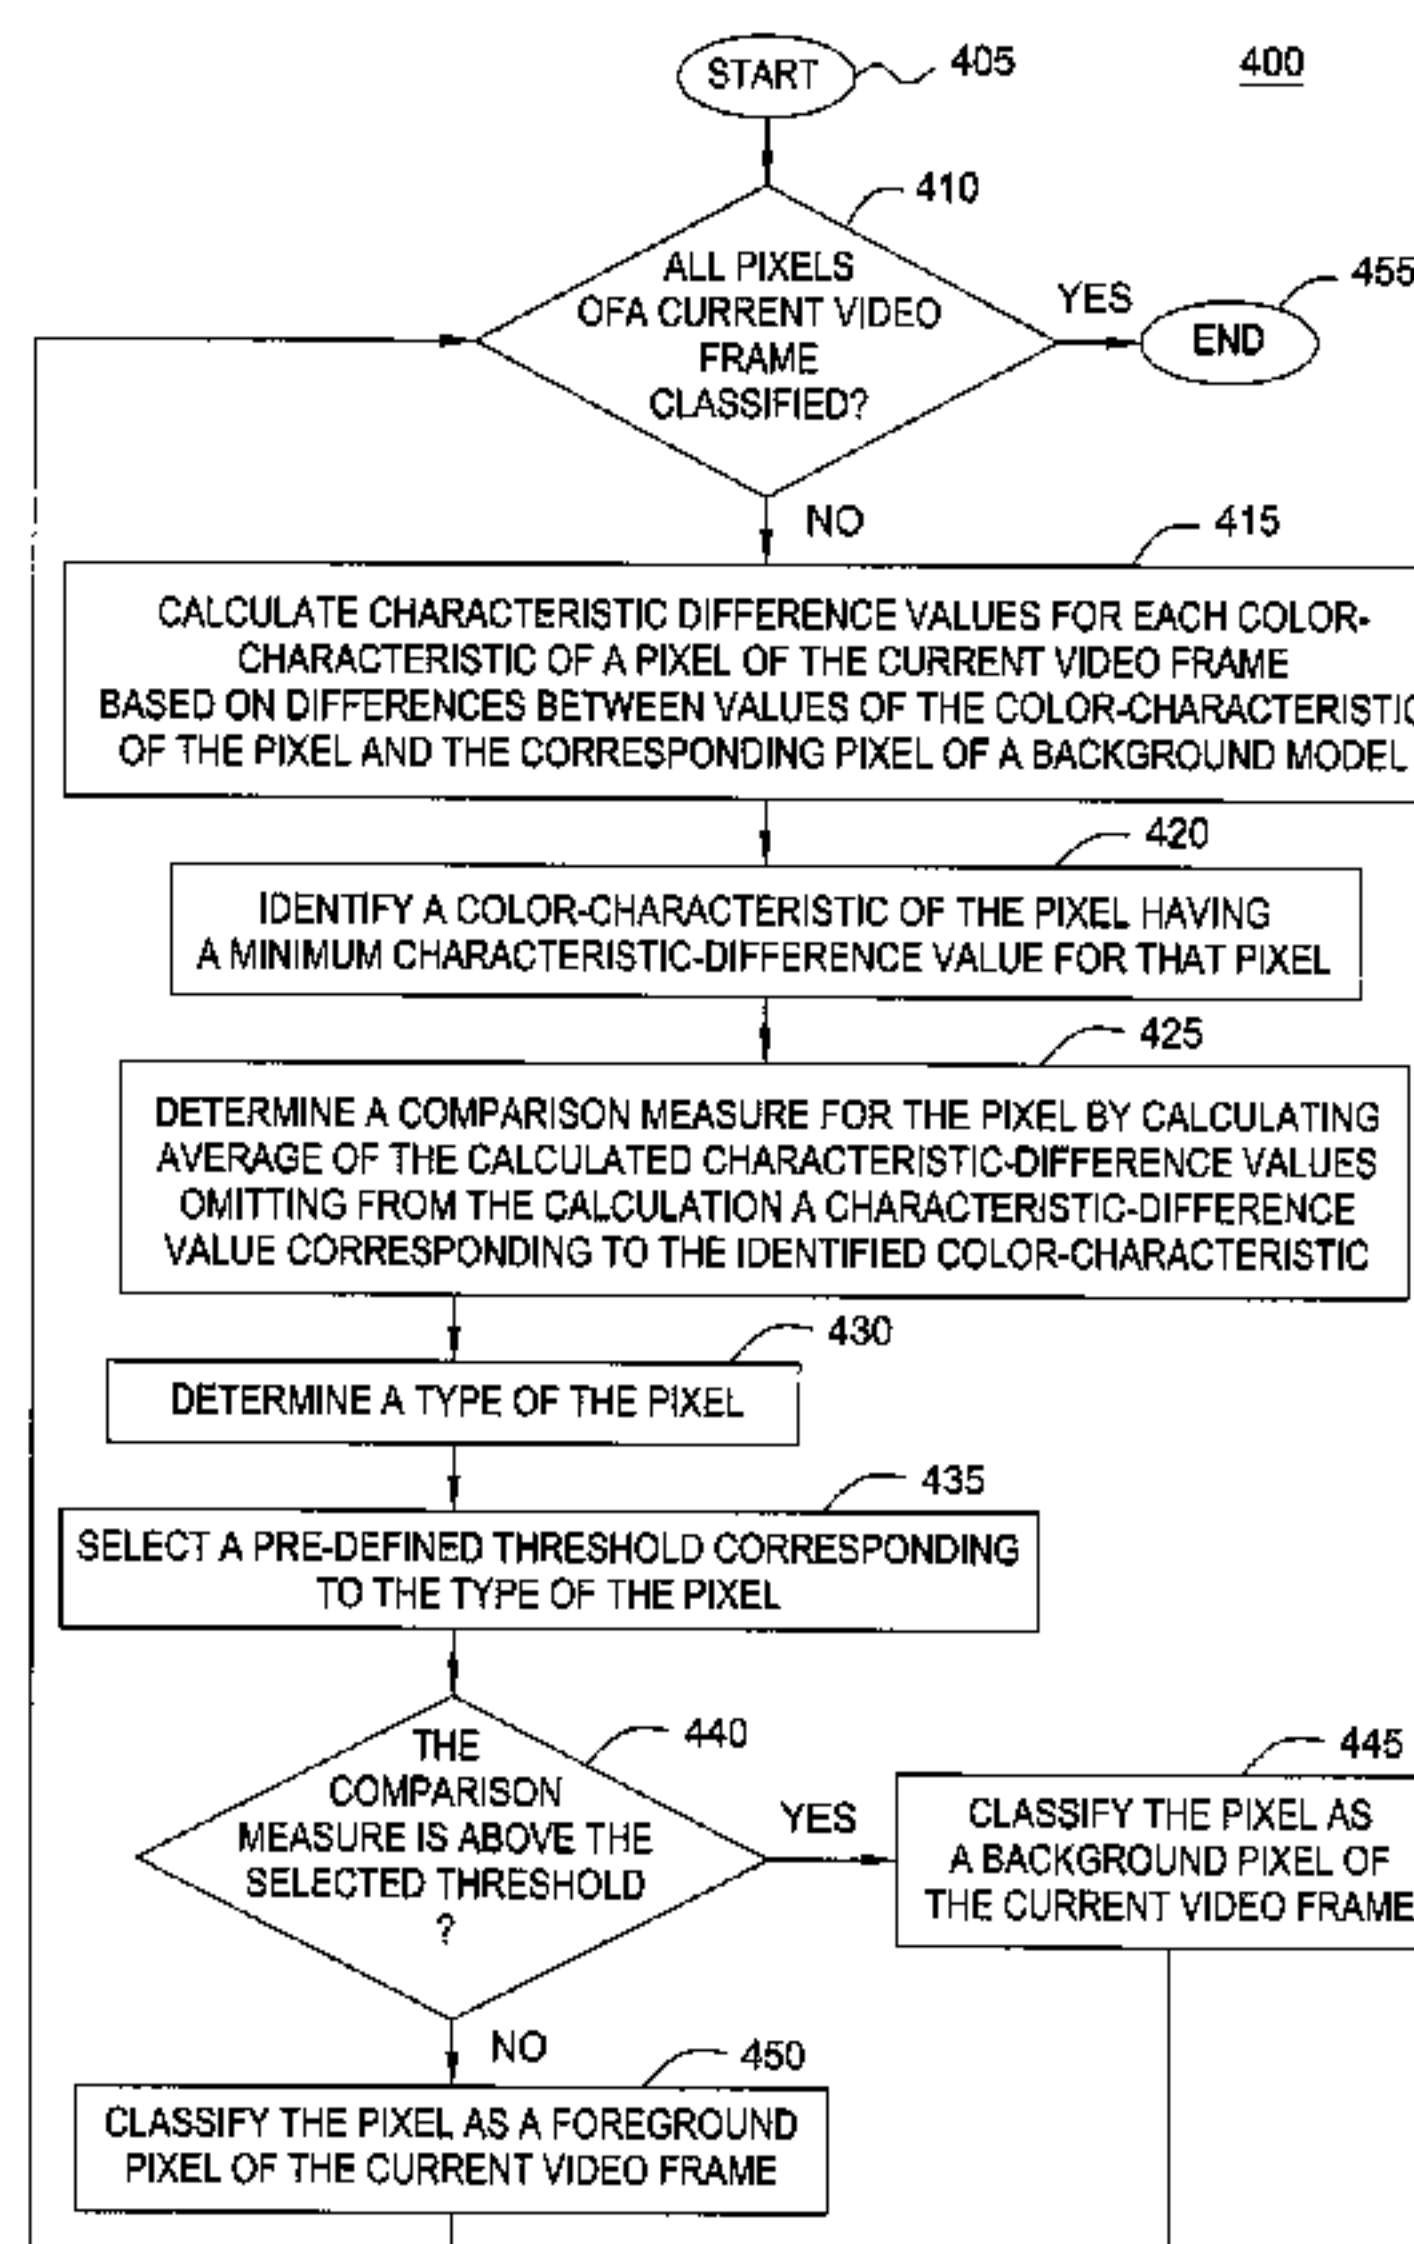 START
405
400
410
ALL PIXELS
OFA CURRENT VIDEO
FRAME
CLASSIFIED?
YES
455
END
NO
415
CALCULATE CHARACTERISTIC DIFFERENCE VALUES FOR EACH COLOR-
CHARACTERISTIC OF A PIXEL OF THE CURRENT VIDEO FRAME
BASED ON DIFFERENCES BETWEEN VALUES OF THE COLOR-CHARACTERISTIC
OF THE PIXEL AND THE CORRESPONDING PIXEL OF A BACKGROUND MODEL
420
IDENTIFY A COLOR-CHARACTERISTIC OF THE PIXEL HAVING
A MINIMUM CHARACTERISTIC-DIFFERENCE VALUE FOR THAT PIXEL
425
DETERMINE A COMPARISON MEASURE FOR THE PIXEL BY CALCULATING
AVERAGE OF THE CALCULATED CHARACTERISTIC-DIFFERENCE VALUES
OMITTING FROM THE CALCULATION A CHARACTERISTIC-DIFFERENCE
VALUE CORRESPONDING TO THE IDENTIFIED COLOR-CHARACTERISTIC
430
DETERMINE A TYPE OF THE PIXEL
435
SELECT A PRE-DEFINED THRESHOLD CORRESPONDING
TO THE TYPE OF THE PIXEL
440
THE
COMPARISON
MEASURE IS ABOVE THE
SELECTED THRESHOLD
?
YES
445
CLASSIFY THE PIXEL AS
A BACKGROUND PIXEL OF
THE CURRENT VIDEO FRAME
NO
450
CLASSIFY THE PIXEL AS A FOREGROUND
PIXEL OF THE CURRENT VIDEO FRAME